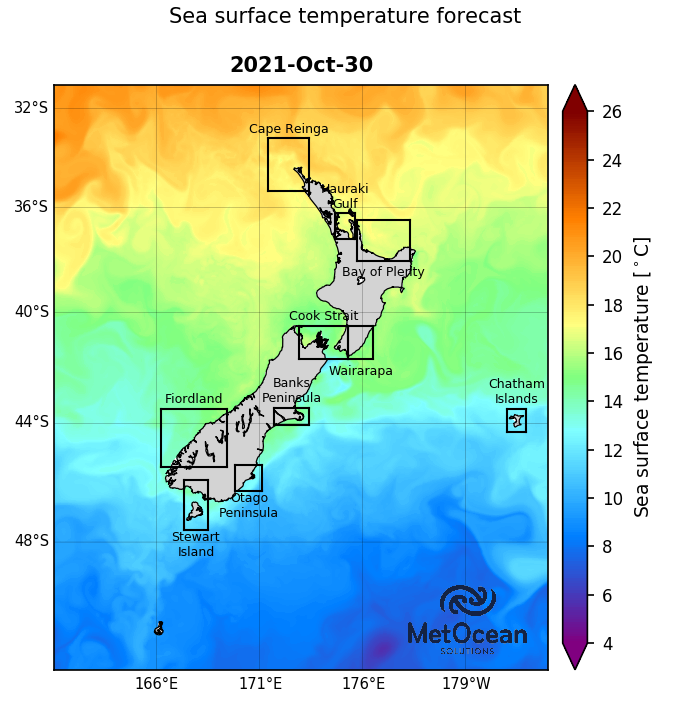 Sea surface temperature forecast
2021-Oct-30
32°S
36°S
40°S
44°S
48°S
166°E
171°E
176°E
179°W
Cape Reinga
Hauraki
Gulf
Bay of Plenty
Cook Strait
Wairarapa
Banks
Peninsula
Fiordland
Chatham
Islands
Otago
Peninsula
Stewart
Island
MetOcean
SOLUTIONS
26
24
22
20
18
16
14
12
10
8
6
4
Sea surface temperature [°C]